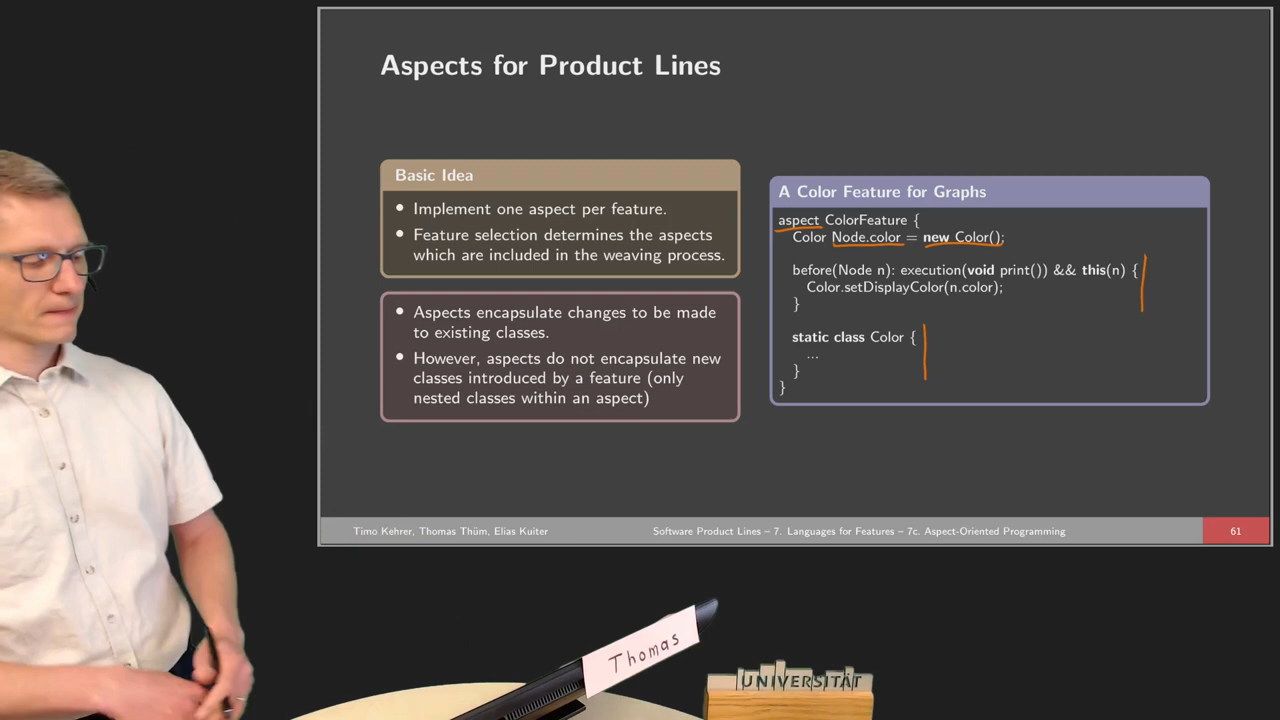 Aspects for Product Lines
Basic Idea
• Implement one aspect per feature.
• Feature selection determines the aspects
which are included in the weaving process.
• Aspects encapsulate changes to be made
to existing classes.
• However, aspects do not encapsulate new
classes introduced by a feature (only
nested classes within an aspect)
A Color Feature for Graphs
aspect ColorFeature {
Color Node.color = new Color();
before(Node n): execution(void print()) && this(n) {
Color.setDisplayColor(n.color);
}
static class Color {
...
}
}
Timo Kehrer, Thomas Thüm, Elias Kuiter
Software Product Lines – 7. Languages for Features – 7c. Aspect-Oriented Programming
61
Thomas
UNIVERSITÄT